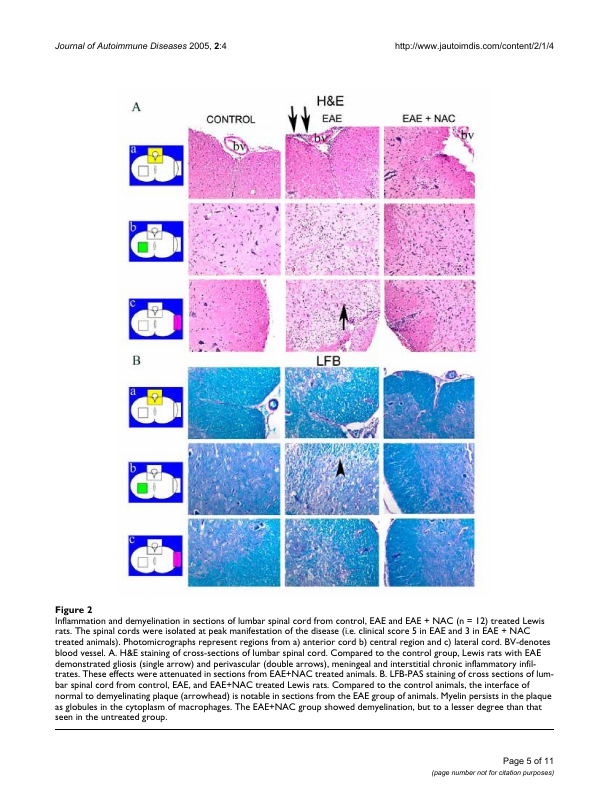 Journal of Autoimmune Diseases 2005, 2:4
http://www.jautoimdis.com/content/2/1/4
A
H&E
CONTROL
EAE
EAE + NAC
bv
bv
bv
a
b
c
B
LFB
a
b
c
Figure 2
Inflammation and demyelination in sections of lumbar spinal cord from control, EAE and EAE + NAC (n = 12) treated Lewis
rats. The spinal cords were isolated at peak manifestation of the disease (i.e. clinical score 5 in EAE and 3 in EAE + NAC
treated animals). Photomicrographs represent regions from a) anterior cord b) central region and c) lateral cord. BV-denotes
blood vessel. A. H&E staining of cross-sections of lumbar spinal cord. Compared to the control group, Lewis rats with EAE
demonstrated gliosis (single arrow) and perivascular (double arrows), meningeal and interstitial chronic inflammatory infil-
trates. These effects were attenuated in sections from EAE+NAC treated animals. B. LFB-PAS staining of cross sections of lum-
bar spinal cord from control, EAE, and EAE+NAC treated Lewis rats. Compared to the control animals, the interface of
normal to demyelinating plaque (arrowhead) is notable in sections from the EAE group of animals. Myelin persists in the plaque
as globules in the cytoplasm of macrophages. The EAE+NAC group showed demyelination, but to a lesser degree than that
seen in the untreated group.
Page 5 of 11
(page number not for citation purposes)